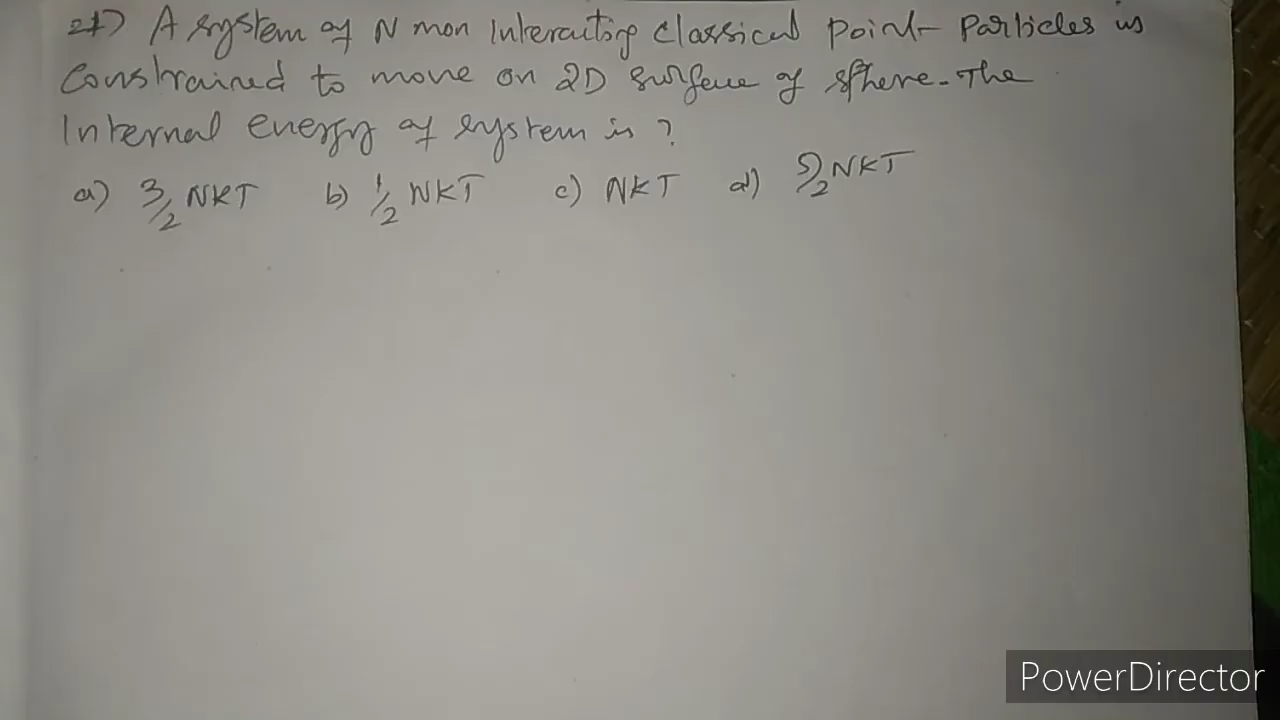 27) A system of N non Interacting classical point Particles is
Constrained to move on 2D surface of sphere. The
Internal energy of system is ?
a) 3/2 NKT b) 1/2 NKT c) NKT d) 5/2 NKT
PowerDirector